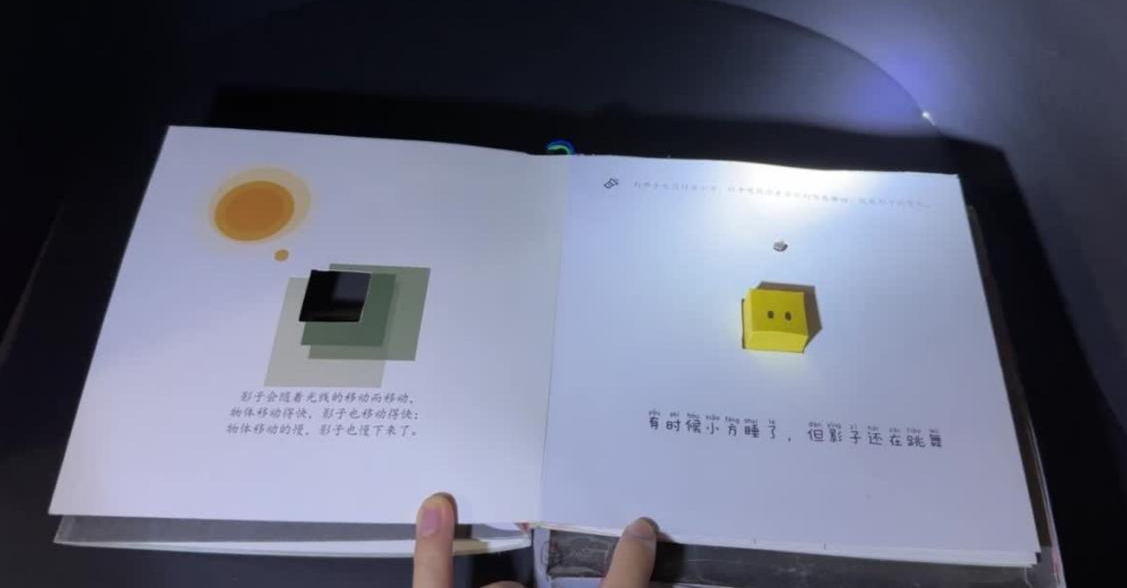 影子会随着光线的移动而移动,
物体移动得快, 影子也移动得快;
物体移动的慢, 影子也慢下来了。
yǒu shí hou xiǎo fāng shuì le dàn yǐng zi hái zài tiào wǔ
有时候小方睡了, 但影子还在跳舞